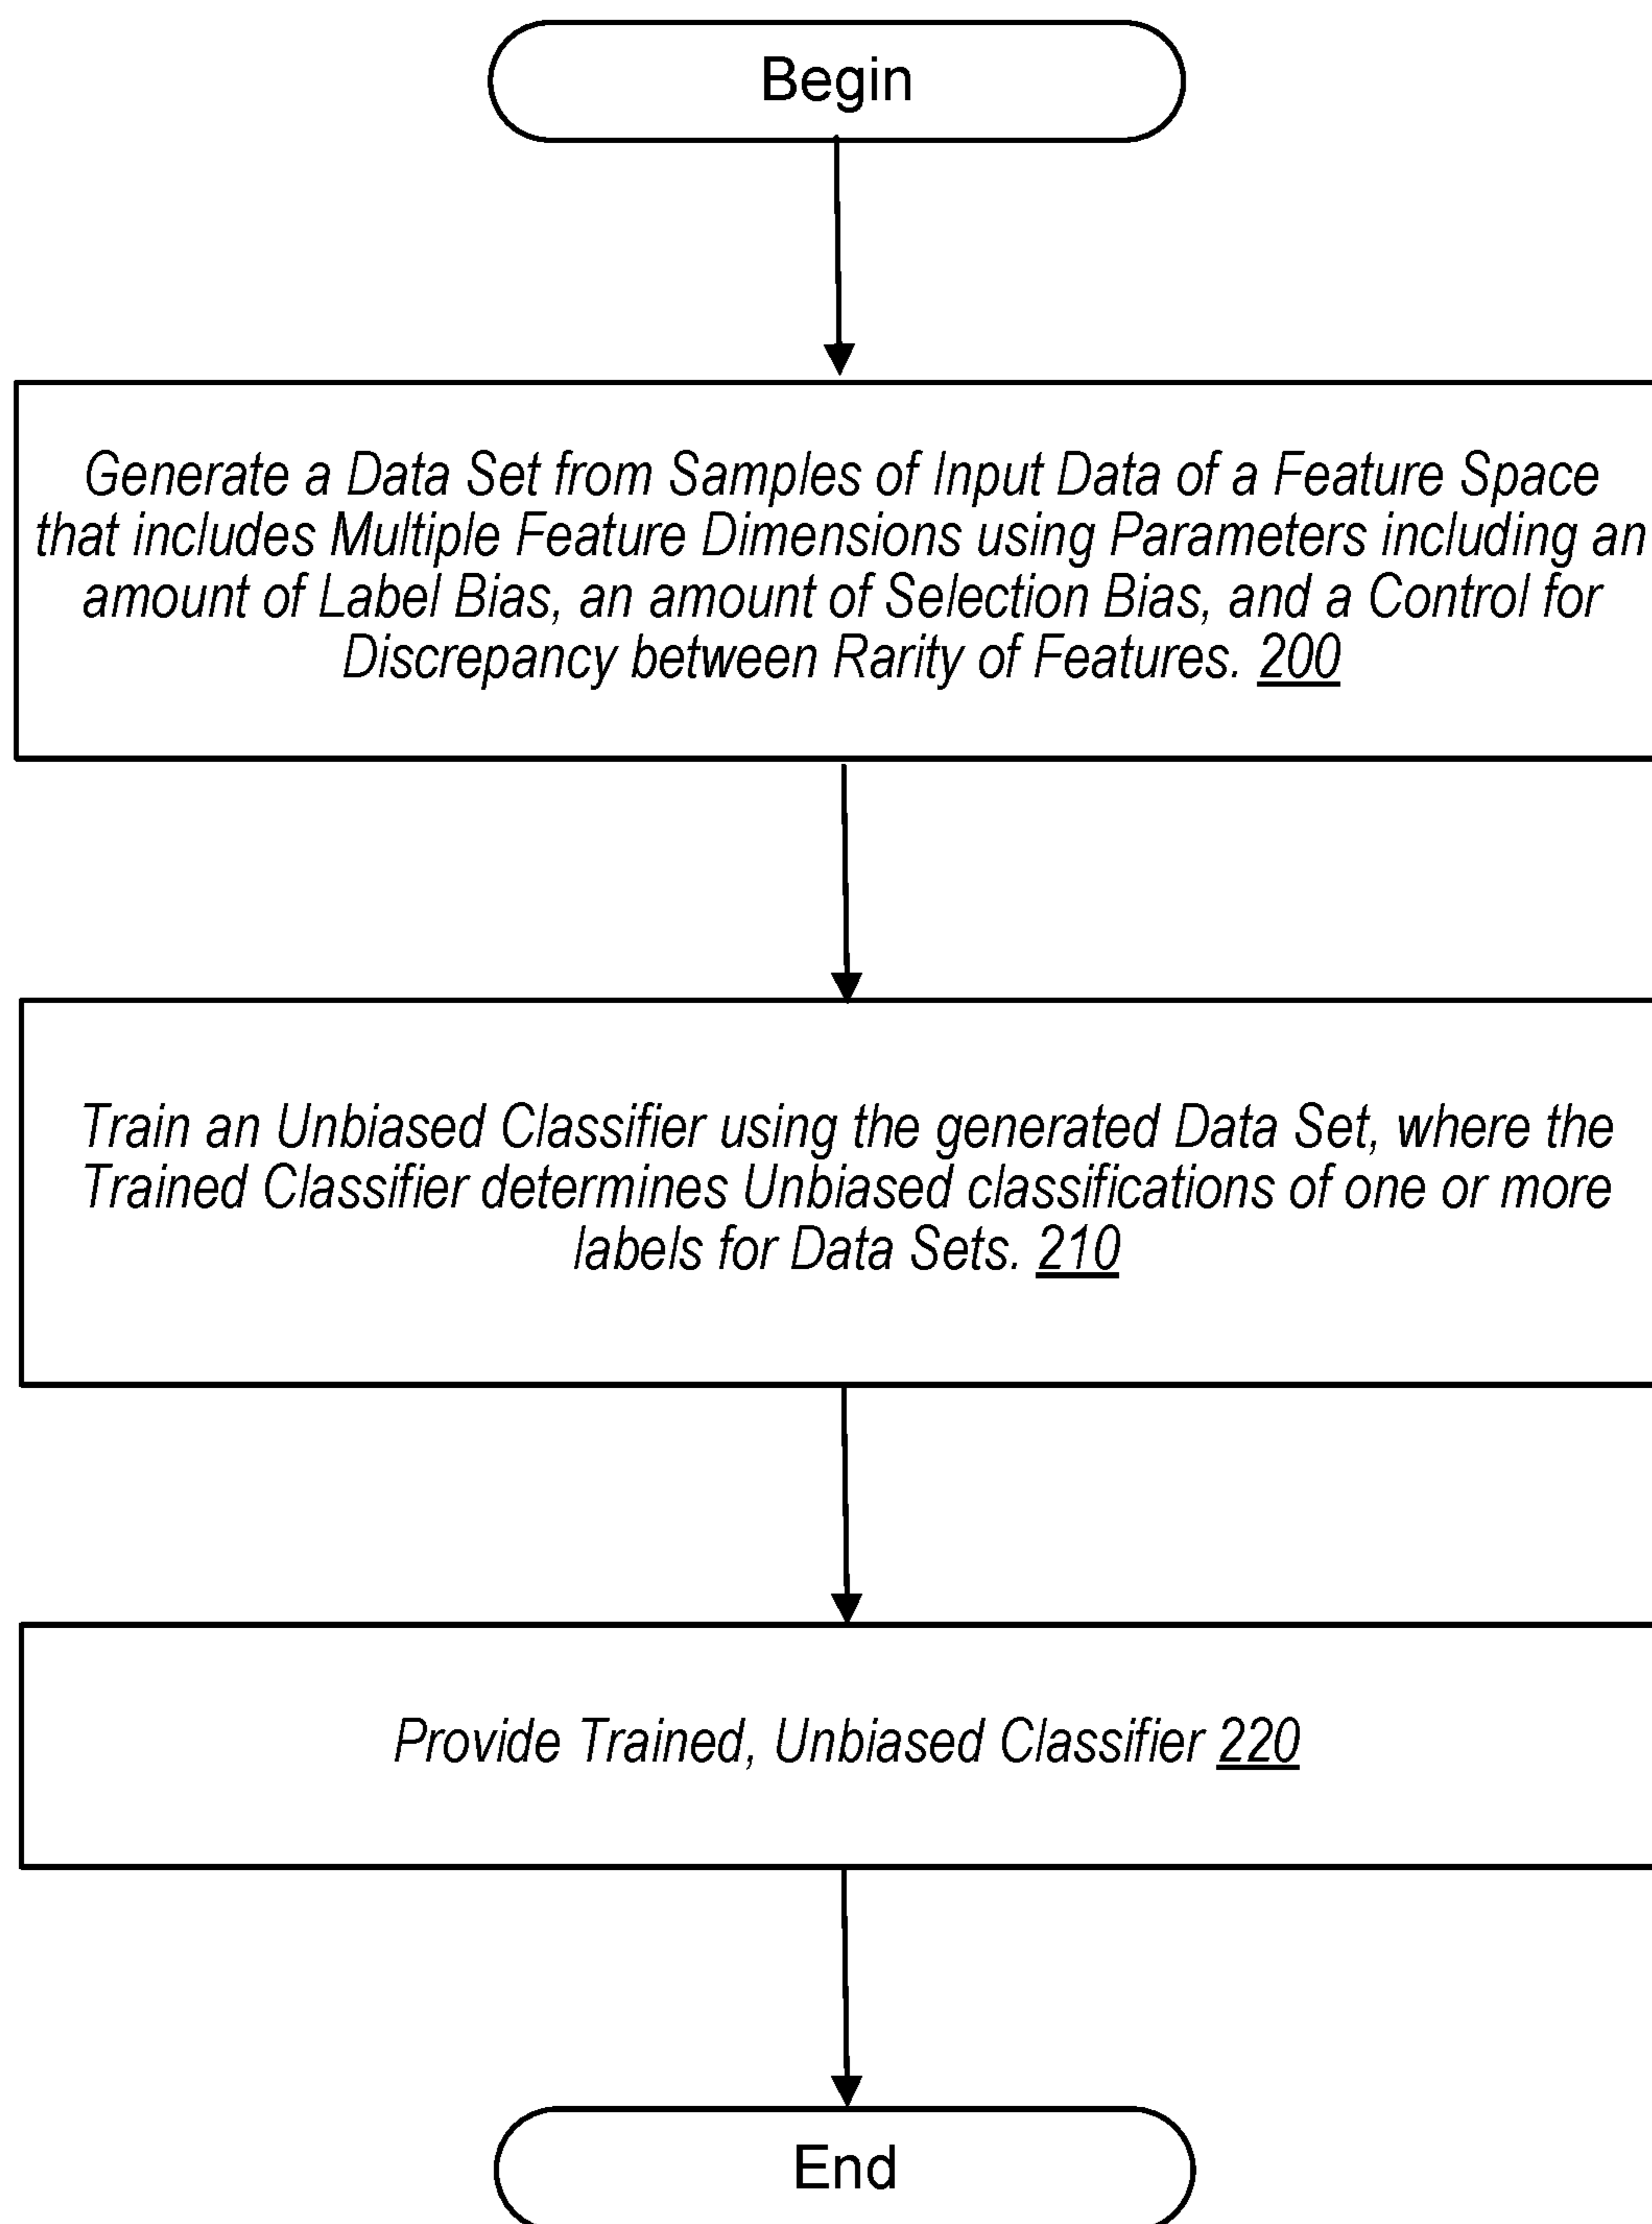 Begin
Generate a Data Set from Samples of Input Data of a Feature Space
that includes Multiple Feature Dimensions using Parameters including an
amount of Label Bias, an amount of Selection Bias, and a Control for
Discrepancy between Rarity of Features. 200
Train an Unbiased Classifier using the generated Data Set, where the
Trained Classifier determines Unbiased classifications of one or more
labels for Data Sets. 210
Provide Trained, Unbiased Classifier 220
End